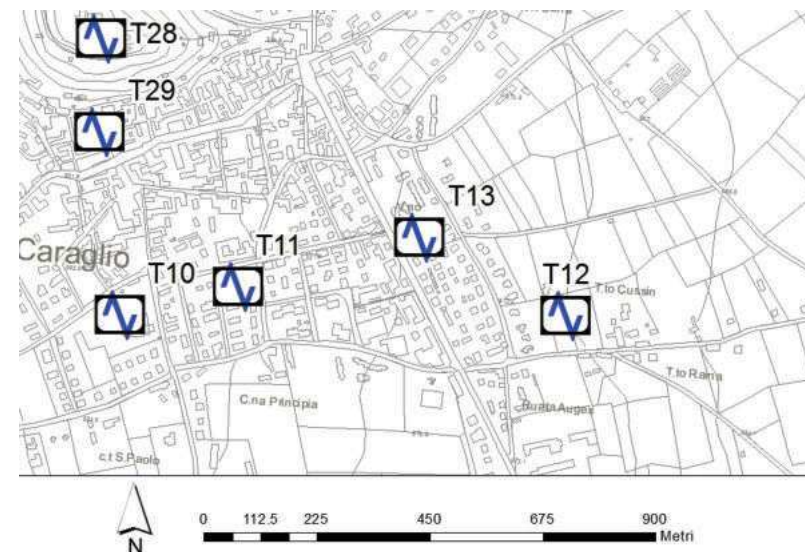 T28
T29
T13
Caraglio
T11
T10
T12
T.to Cussin
T.to Raina
C.na Principia
c.t S.Paolo
N
0 112.5 225 450 675 900
Metri